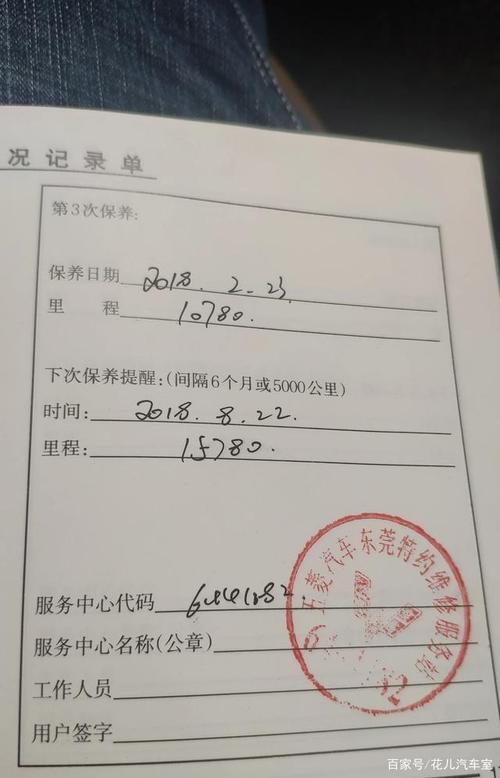 况记录单
第3次保养:
保养日期 2018. 2-23
里 程 10780.
下次保养提醒:(间隔6个月或5000公里)
时间: 2018. 8. 22.
里程: 15780.
服务中心代码
五菱汽车东莞特约维修服务站
服务中心名称(公章)
工作人员
用户签字
百家号/花儿汽车室